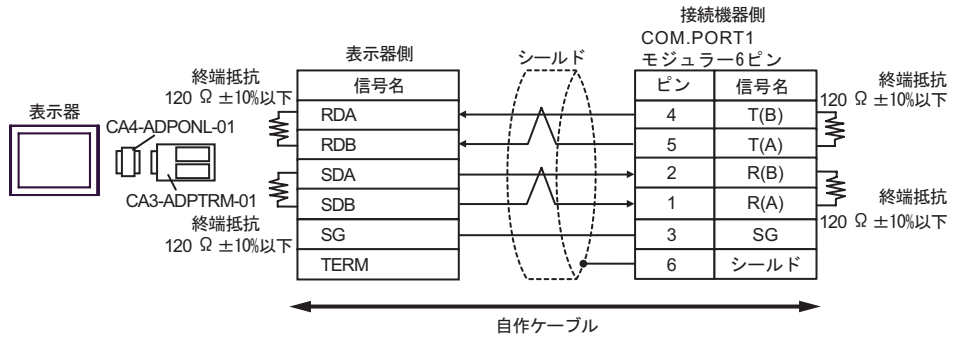 接続機器側
COM.PORT1
モジュラー6ピン
表示器側
シールド
終端抵抗
120 Ω ±10%以下
表示器
CA4-ADPONL-01
CA3-ADPTRM-01
終端抵抗
120 Ω ±10%以下
信号名
RDA
RDB
SDA
SDB
SG
TERM
ピン 信号名
4 T(B)
5 T(A)
2 R(B)
1 R(A)
3 SG
6 シールド
終端抵抗
120 Ω ±10%以下
終端抵抗
120 Ω ±10%以下
自作ケーブル